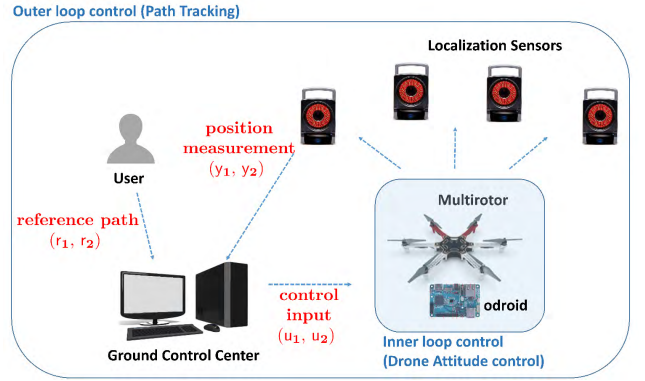 Outer loop control (Path Tracking)
Localization Sensors
position
measurement
(y₁, y₂)
User
reference path
(r₁, r₂)
Multirotor
odroid
control
input
(u₁, u₂)
Ground Control Center
Inner loop control
(Drone Attitude control)